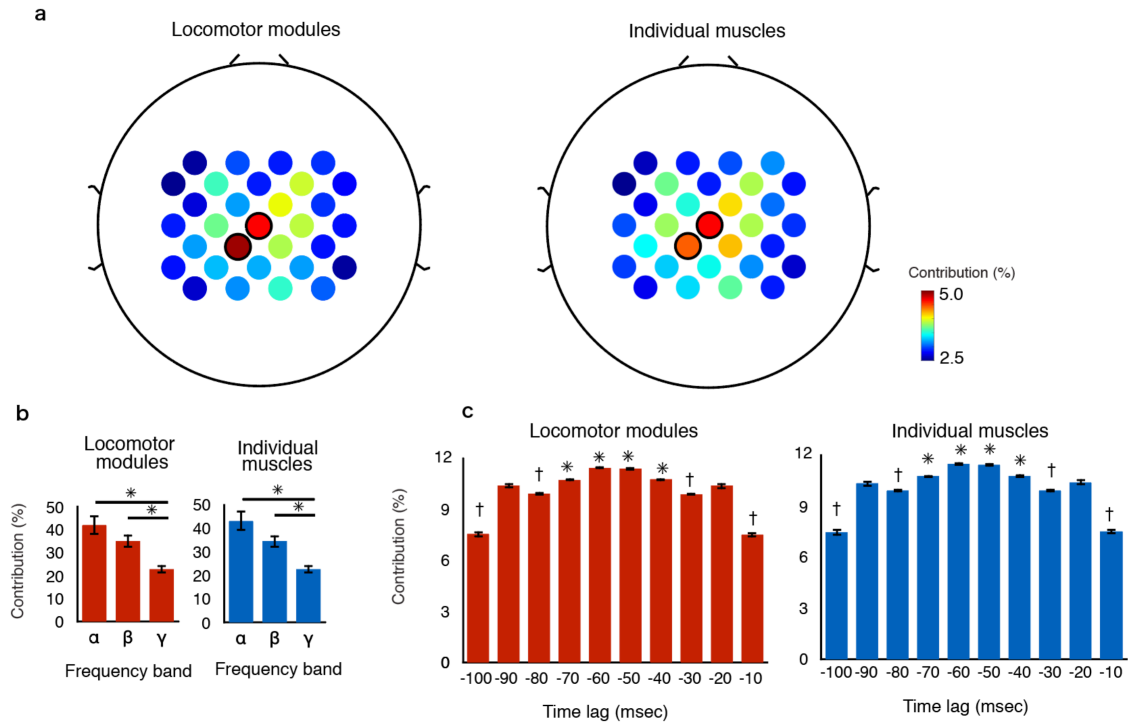 a
Locomotor modules
Individual muscles
Contribution (%)
5.0
2.5
b
Locomotor
modules
Individual
muscles
*
*
*
*
Contribution (%)
50
40
30
20
10
0
50
40
30
20
10
0
α β γ
α β γ
Frequency band
Frequency band
c
Locomotor modules
Individual muscles
Contribution (%)
12
9
6
3
0
† † * * * * † †
-100 -90 -80 -70 -60 -50 -40 -30 -20 -10
Time lag (msec)
12
9
6
3
0
† † * * * * † †
-100 -90 -80 -70 -60 -50 -40 -30 -20 -10
Time lag (msec)